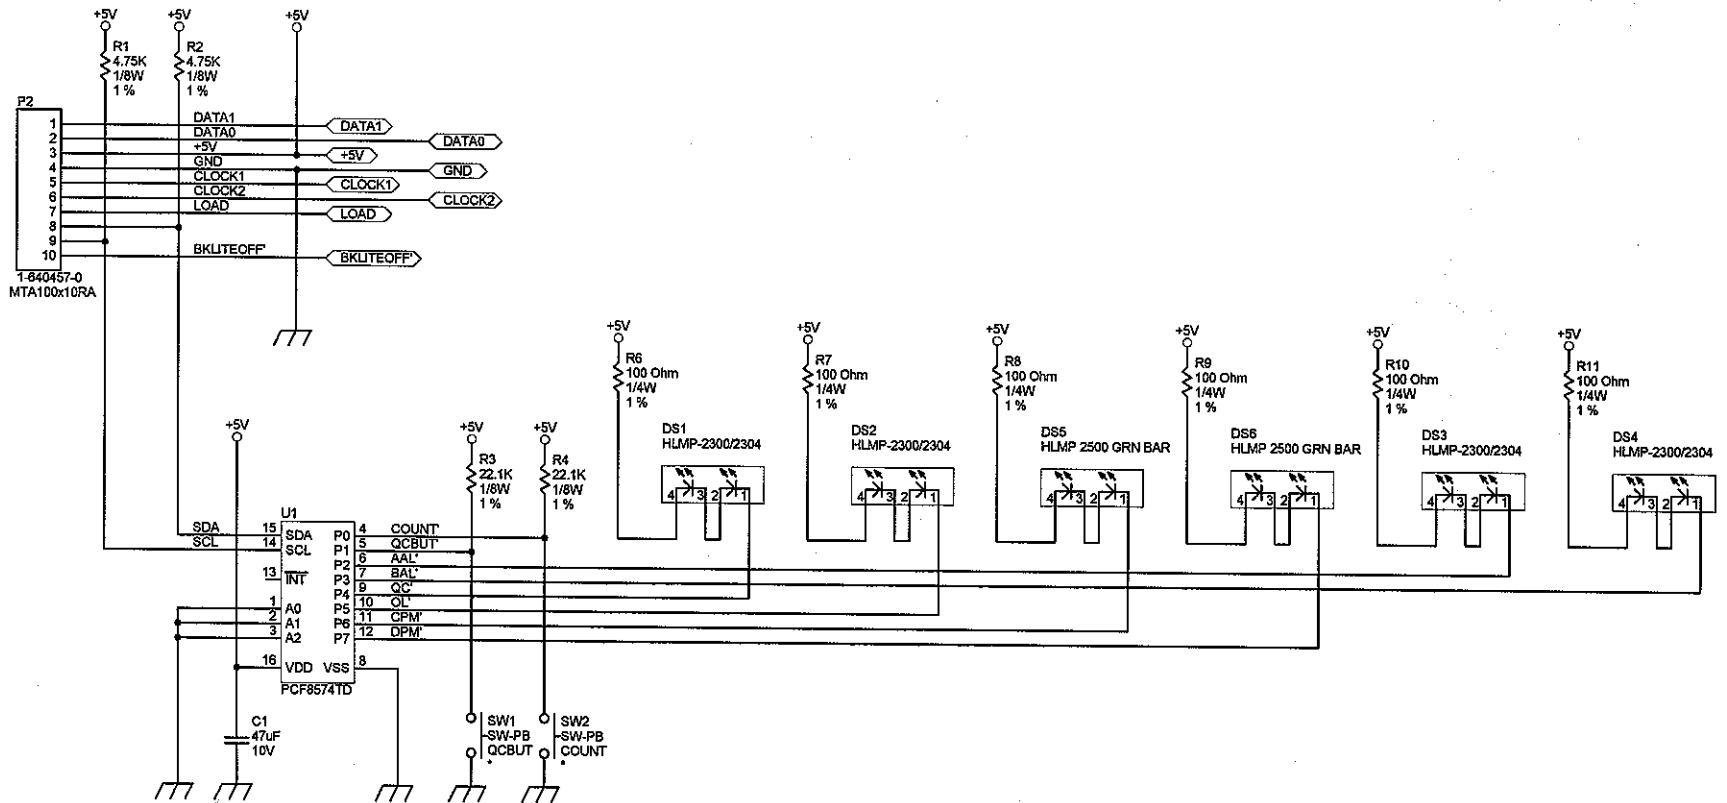 +5V
+5V
+5V
R1
4.75K
1/8W
1 %
R2
4.75K
1/8W
1 %
P2
1
2
3
4
5
6
7
8
9
10
DATA1
DATA0
+5V
GND
CLOCK1
CLOCK2
LOAD
BKLITEOFF'
DATA1
DATA0
+5V
GND
CLOCK1
CLOCK2
LOAD
BKLITEOFF'
1-640457-0
MTA100x10RA
+5V
R6
100 Ohm
1/4W
1 %
+5V
R7
100 Ohm
1/4W
1 %
+5V
R8
100 Ohm
1/4W
1 %
+5V
R9
100 Ohm
1/4W
1 %
+5V
R10
100 Ohm
1/4W
1 %
+5V
R11
100 Ohm
1/4W
1 %
DS1
HLMP-2300/2304
4 3 2 1
DS2
HLMP-2300/2304
4 3 2 1
DS5
HLMP 2500 GRN BAR
4 3 2 1
DS6
HLMP 2500 GRN BAR
4 3 2 1
DS3
HLMP-2300/2304
4 3 2 1
DS4
HLMP-2300/2304
4 3 2 1
+5V
+5V
+5V
R3
22.1K
1/8W
1 %
R4
22.1K
1/8W
1 %
U1
SDA 15 SDA
SCL 14 SCL
13 INT
1 A0
2 A1
3 A2
16 VDD
P0 4 COUNT'
P1 5 QCBUT'
P2 6 AAL'
P3 7 BAL'
P4 9 QC'
P5 10 OL'
P6 11 CPM'
P7 12 DPM'
VSS 8
PCF8574TD
C1
47uF
10V
SW1
SW-PB
QCBUT
SW2
SW-PB
COUNT